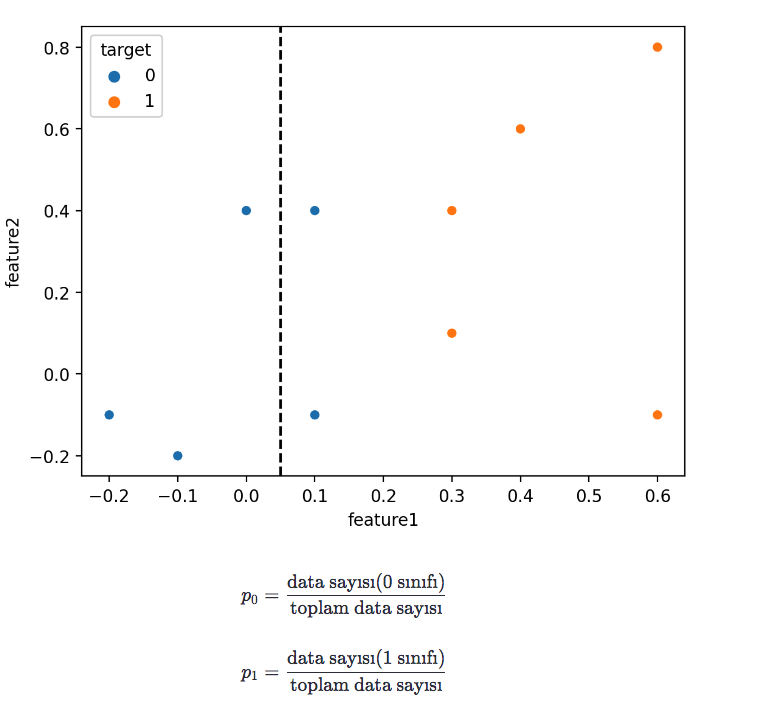 target
0
1
0.8
0.6
0.4
0.2
0.0
−0.2
feature2
−0.2 −0.1 0.0 0.1 0.2 0.3 0.4 0.5 0.6
feature1
p₀ = data sayısı(0 sınıfı)
toplam data sayısı
p₁ = data sayısı(1 sınıfı)
toplam data sayısı